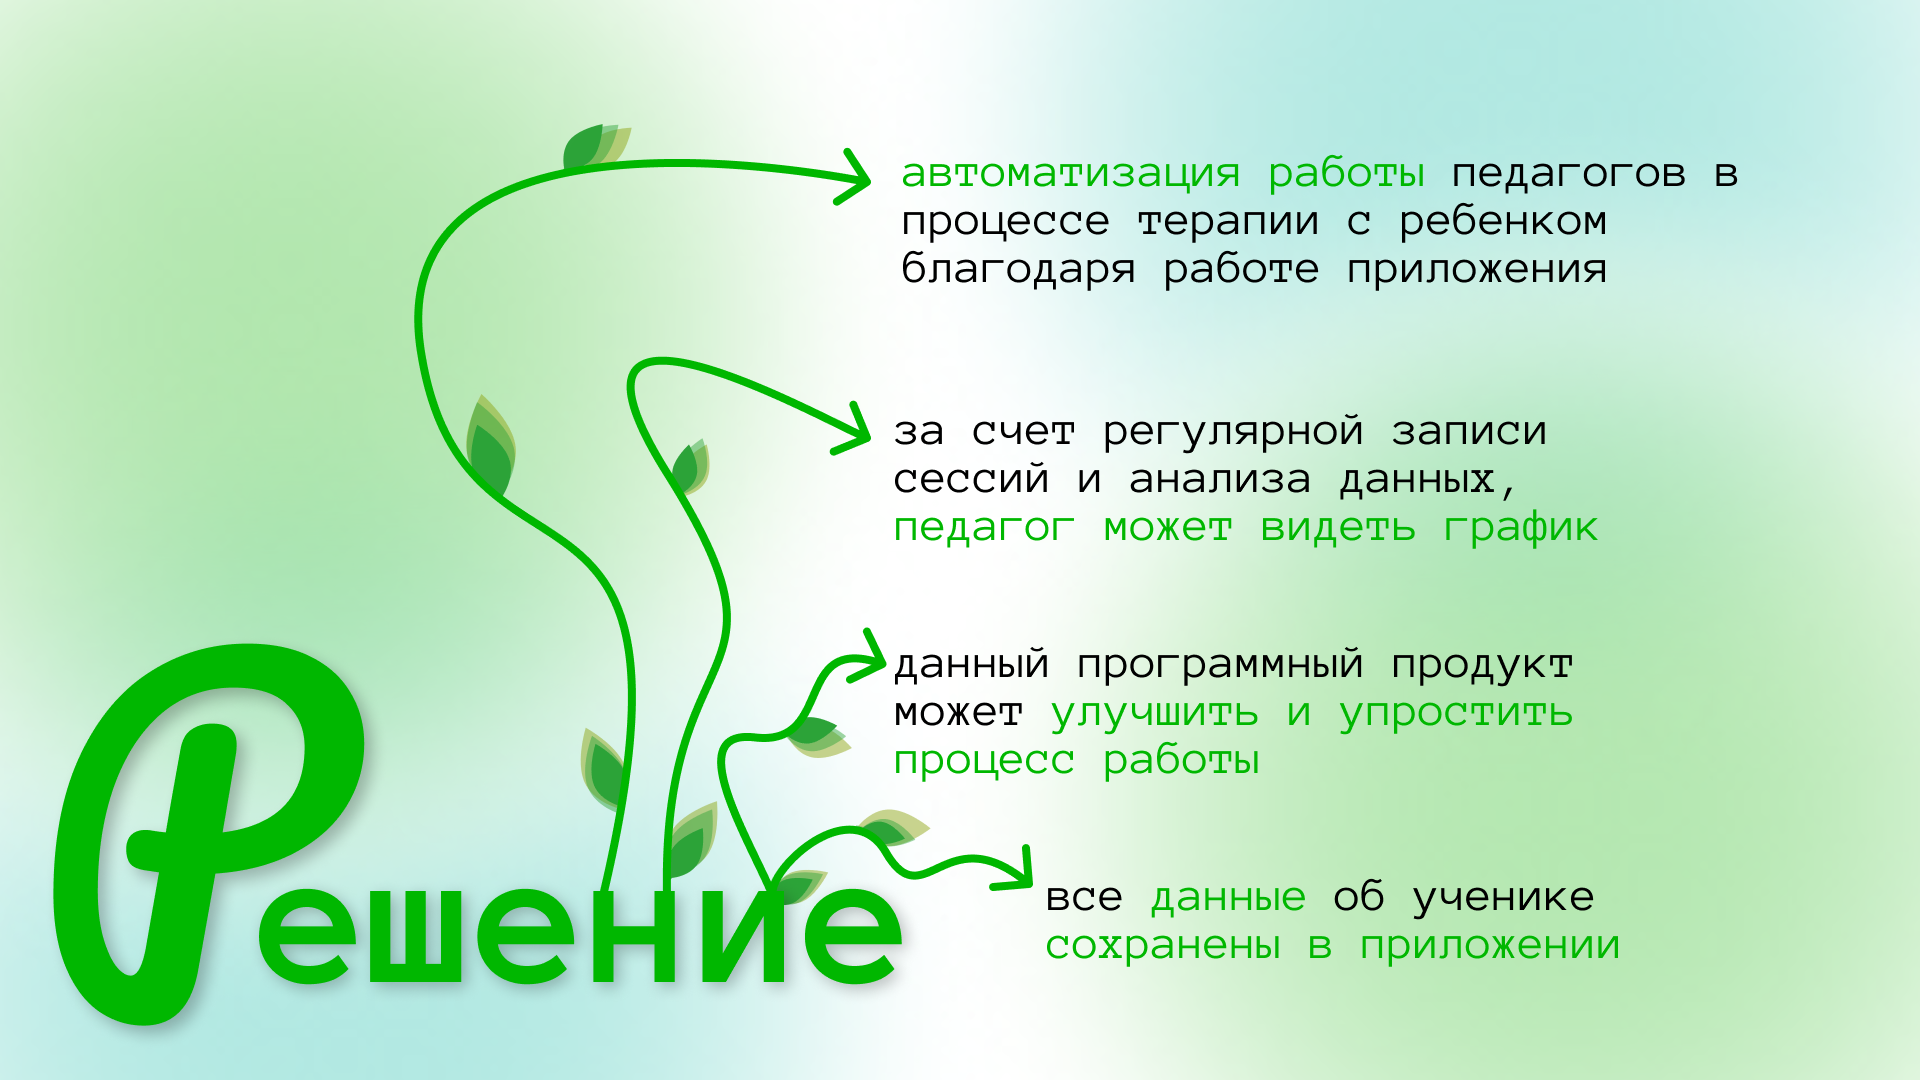 автоматизация работы педагогов в
процессе терапии с ребенком
благодаря работе приложения
за счет регулярной записи
сессий и анализа данных,
педагог может видеть график
данный программный продукт
может улучшить и упростить
процесс работы
все данные об ученике
сохранены в приложении
Решение